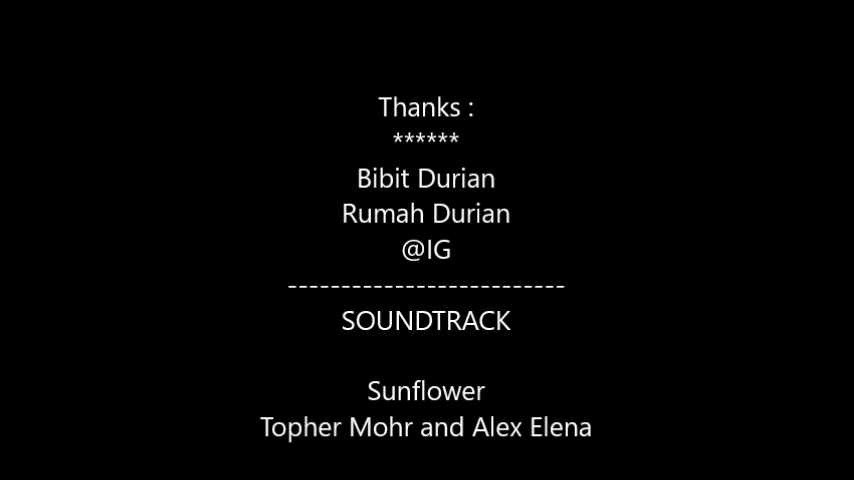 Thanks :
******
Bibit Durian
Rumah Durian
@IG
--------------------------
SOUNDTRACK
Sunflower
Topher Mohr and Alex Elena